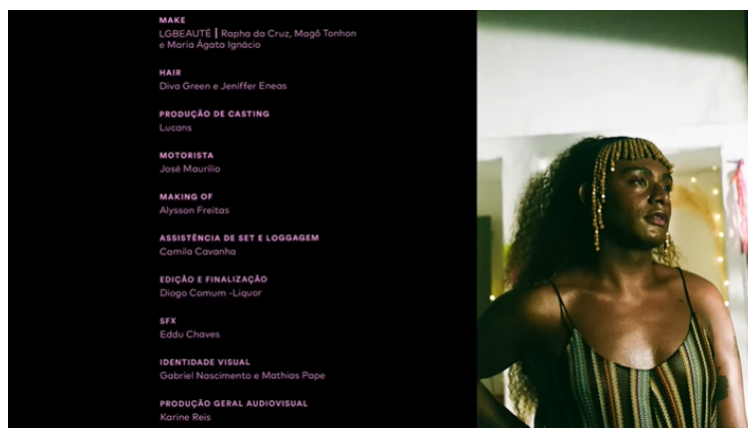 MAKE
LGBEAUTÉ | Rapha da Cruz, Magô Tonhon
e Maria Ágata Ignácio
HAIR
Diva Green e Jeniffer Eneas
PRODUÇÃO DE CASTING
Lucans
MOTORISTA
José Maurílio
MAKING OF
Alysson Freitas
ASSISTÊNCIA DE SET E LOGGAGEM
Camila Cavanha
EDIÇÃO E FINALIZAÇÃO
Diogo Comum -Liquor
SFX
Eddu Chaves
IDENTIDADE VISUAL
Gabriel Nascimento e Mathias Pape
PRODUÇÃO GERAL AUDIOVISUAL
Karine Reis